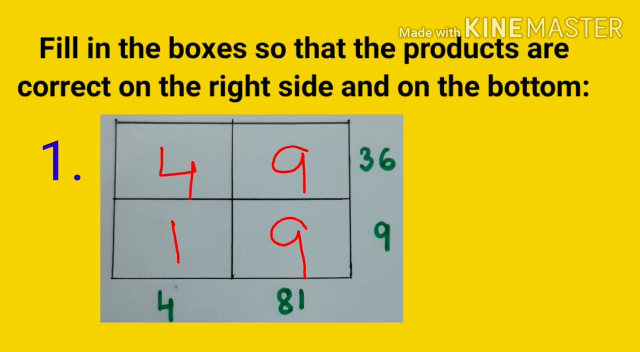 Made with KINEMASTER
Fill in the boxes so that the products are
correct on the right side and on the bottom:
1.
4 9 36
1 9 9
4 81